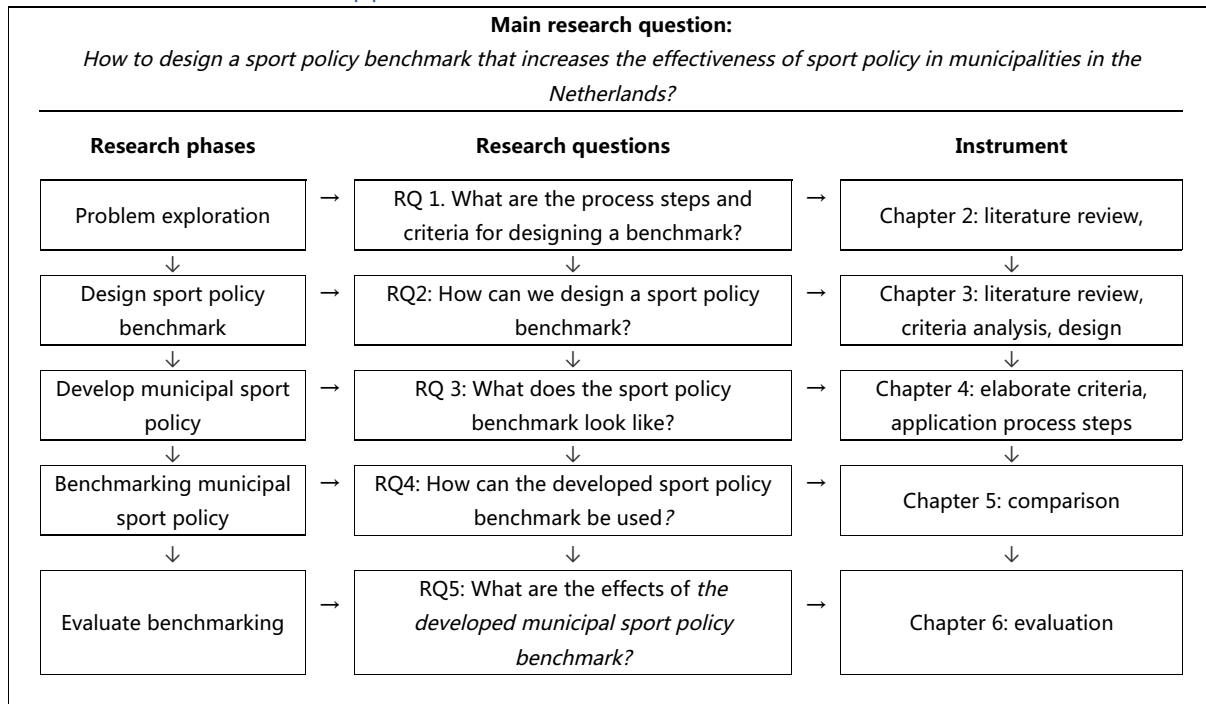 Main research question:
How to design a sport policy benchmark that increases the effectiveness of sport policy in municipalities in the
Netherlands?
Research phases
Research questions
Instrument
Problem exploration
→
RQ 1. What are the process steps and
criteria for designing a benchmark?
→
Chapter 2: literature review,
↓
↓
↓
Design sport policy
benchmark
→
RQ2: How can we design a sport policy
benchmark?
→
Chapter 3: literature review,
criteria analysis, design
↓
↓
↓
Develop municipal sport
policy
→
RQ 3: What does the sport policy
benchmark look like?
→
Chapter 4: elaborate criteria,
application process steps
↓
↓
↓
Benchmarking municipal
sport policy
→
RQ4: How can the developed sport policy
benchmark be used?
→
Chapter 5: comparison
↓
↓
↓
Evaluate benchmarking
→
RQ5: What are the effects of the
developed municipal sport policy
benchmark?
→
Chapter 6: evaluation